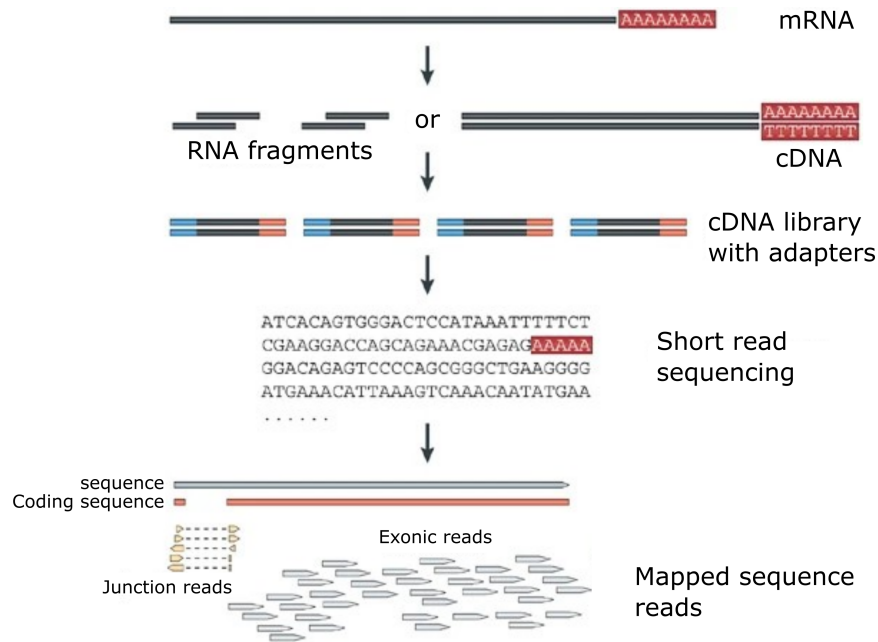 AAAAAAAA mRNA
AAAAAAAA
or
TTTTTTTT
RNA fragments
cDNA
cDNA library
with adapters
ATCACAGTGGGACTCCATAAATTTTTCT
CGAAGGACCAGCAGAAACGAGAGAAAAA
Short read
GGACAGAGTCCCCAGCGGGCTGAAGGGG
sequencing
ATGAAACATTAAAGTCAAACAATATGAA
......
sequence
Coding sequence
Exonic reads
Junction reads
Mapped sequence
reads